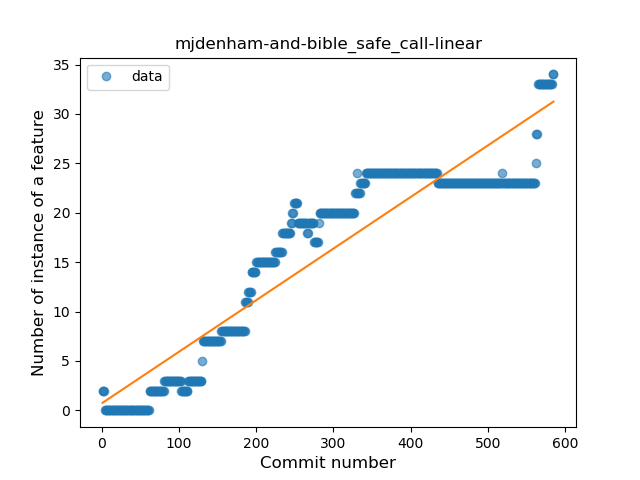 mjdenham-and-bible_safe_call-linear
data
Number of instance of a feature
35
30
25
20
15
10
5
0
0 100 200 300 400 500 600
Commit number